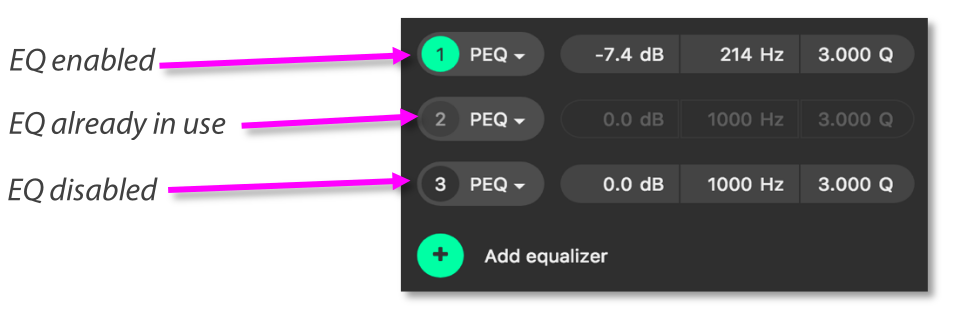 EQ enabled
1 PEQ -7.4 dB 214 Hz 3.000 Q
EQ already in use
2 PEQ 0.0 dB 1000 Hz 3.000 Q
EQ disabled
3 PEQ 0.0 dB 1000 Hz 3.000 Q
+ Add equalizer